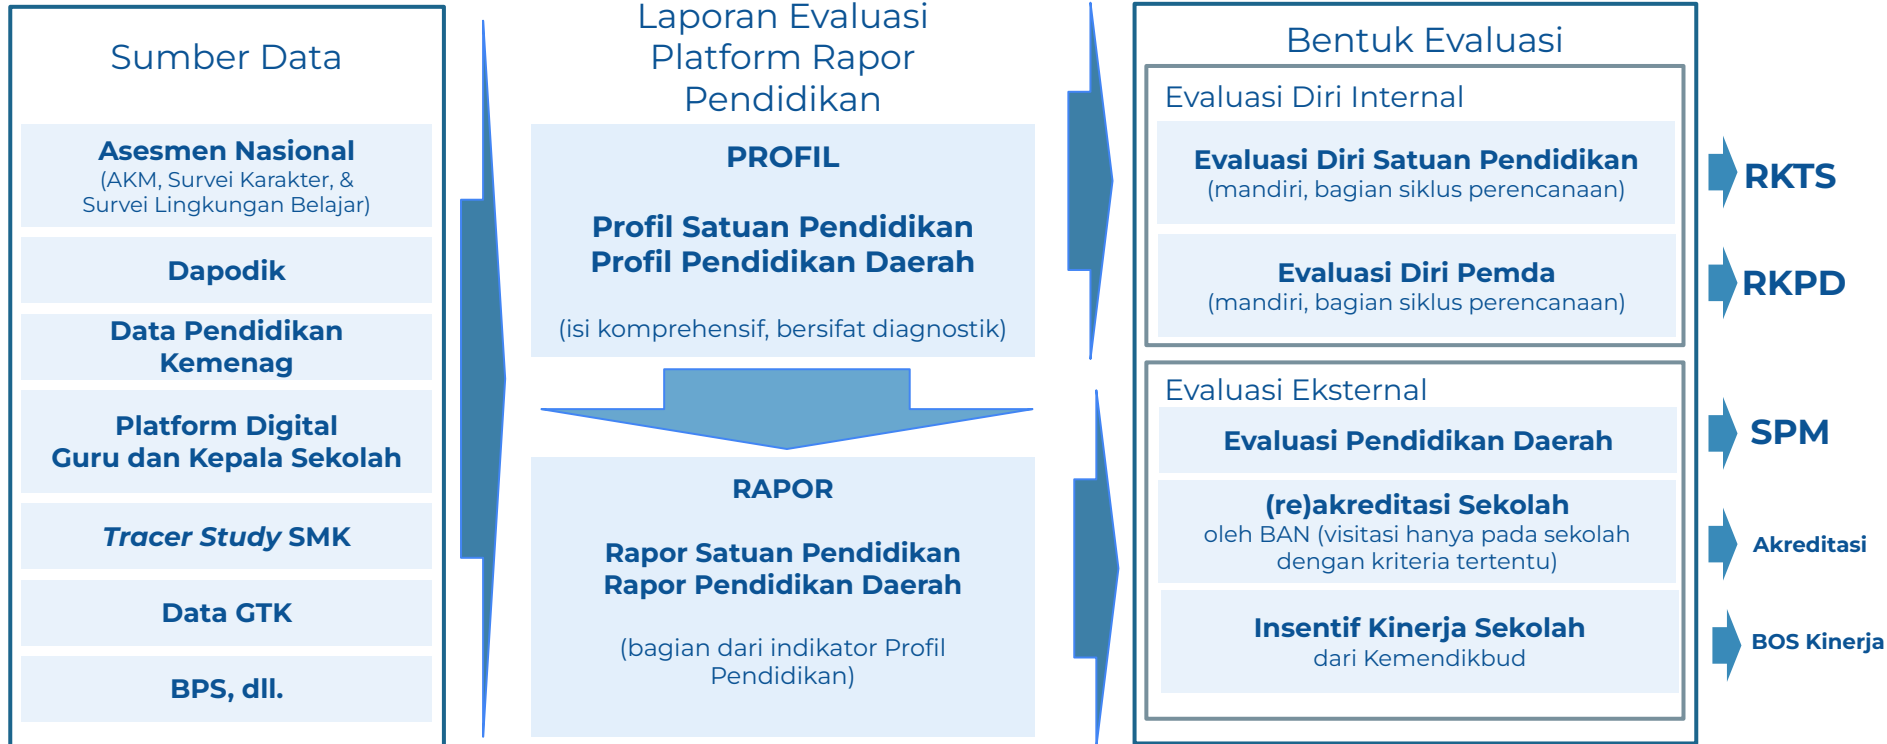 Sumber Data
Asesmen Nasional
(AKM, Survei Karakter, &
Survei Lingkungan Belajar)
Dapodik
Data Pendidikan
Kemenag
Platform Digital
Guru dan Kepala Sekolah
Tracer Study SMK
Data GTK
BPS, dll.
Laporan Evaluasi
Platform Rapor
Pendidikan
PROFIL
Profil Satuan Pendidikan
Profil Pendidikan Daerah
(isi komprehensif, bersifat diagnostik)
RAPOR
Rapor Satuan Pendidikan
Rapor Pendidikan Daerah
(bagian dari indikator Profil
Pendidikan)
Bentuk Evaluasi
Evaluasi Diri Internal
Evaluasi Diri Satuan Pendidikan
(mandiri, bagian siklus perencanaan)
Evaluasi Diri Pemda
(mandiri, bagian siklus perencanaan)
Evaluasi Eksternal
Evaluasi Pendidikan Daerah
(re)akreditasi Sekolah
oleh BAN (visitasi hanya pada sekolah
dengan kriteria tertentu)
Insentif Kinerja Sekolah
dari Kemendikbud
RKTS
RKPD
SPM
Akreditasi
BOS Kinerja